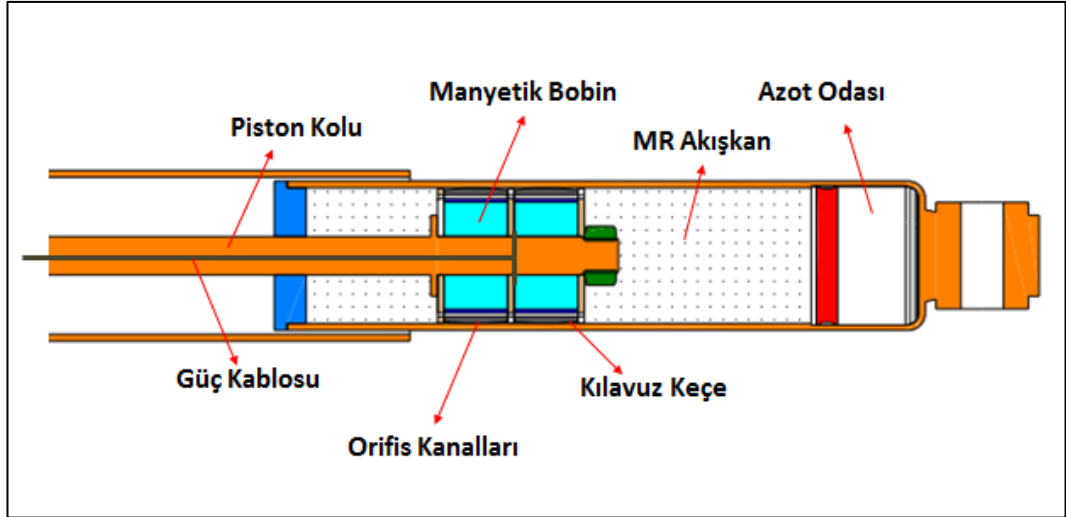 Manyetik Bobin
Azot Odası
Piston Kolu
MR Akışkan
Güç Kablosu
Kılavuz Keçe
Orifis Kanalları